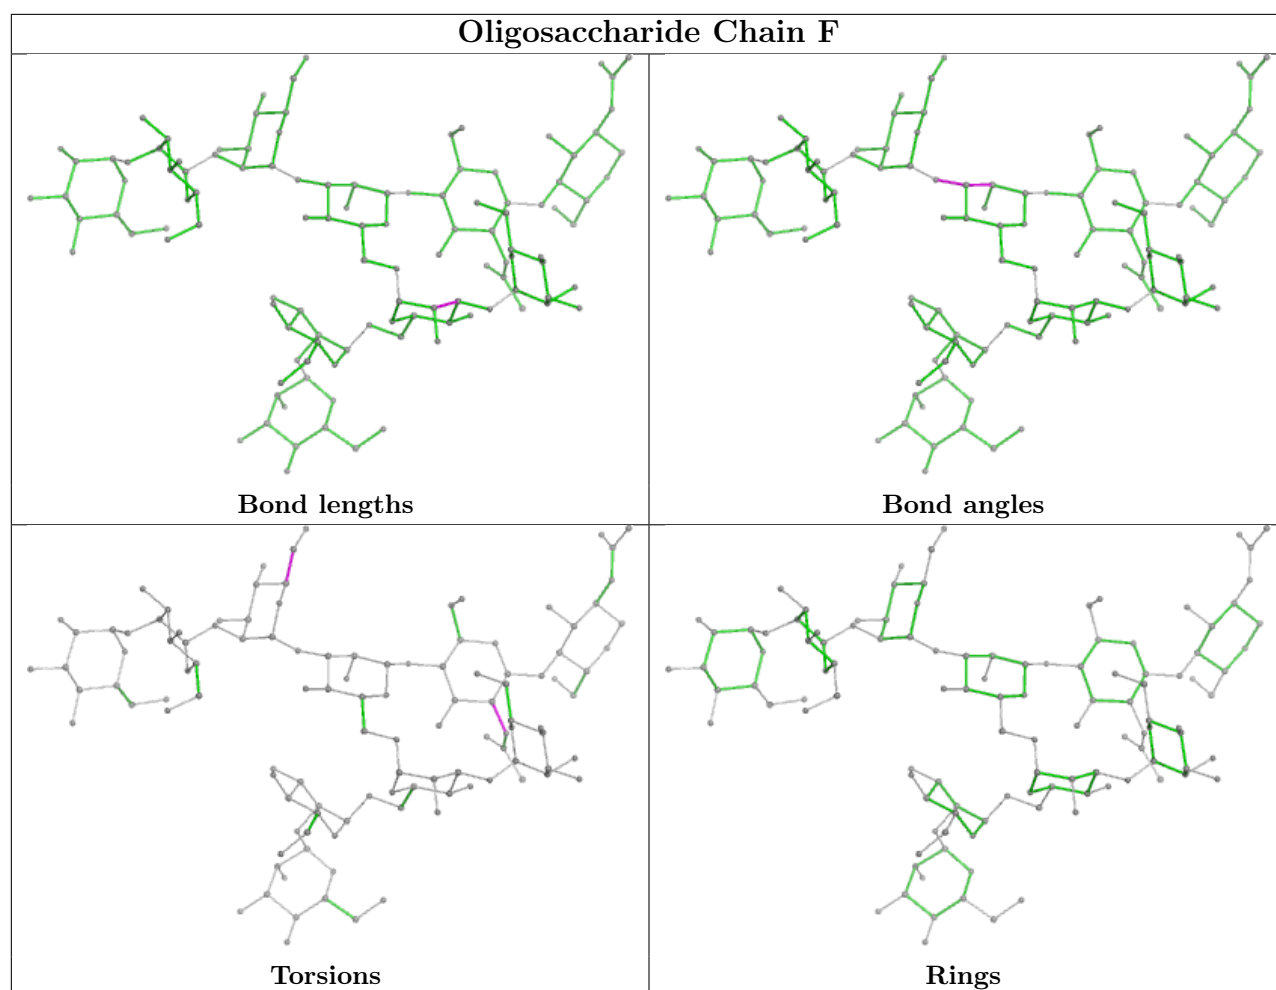 Oligosaccharide Chain F
Bond lengths
Bond angles
Torsions
Rings